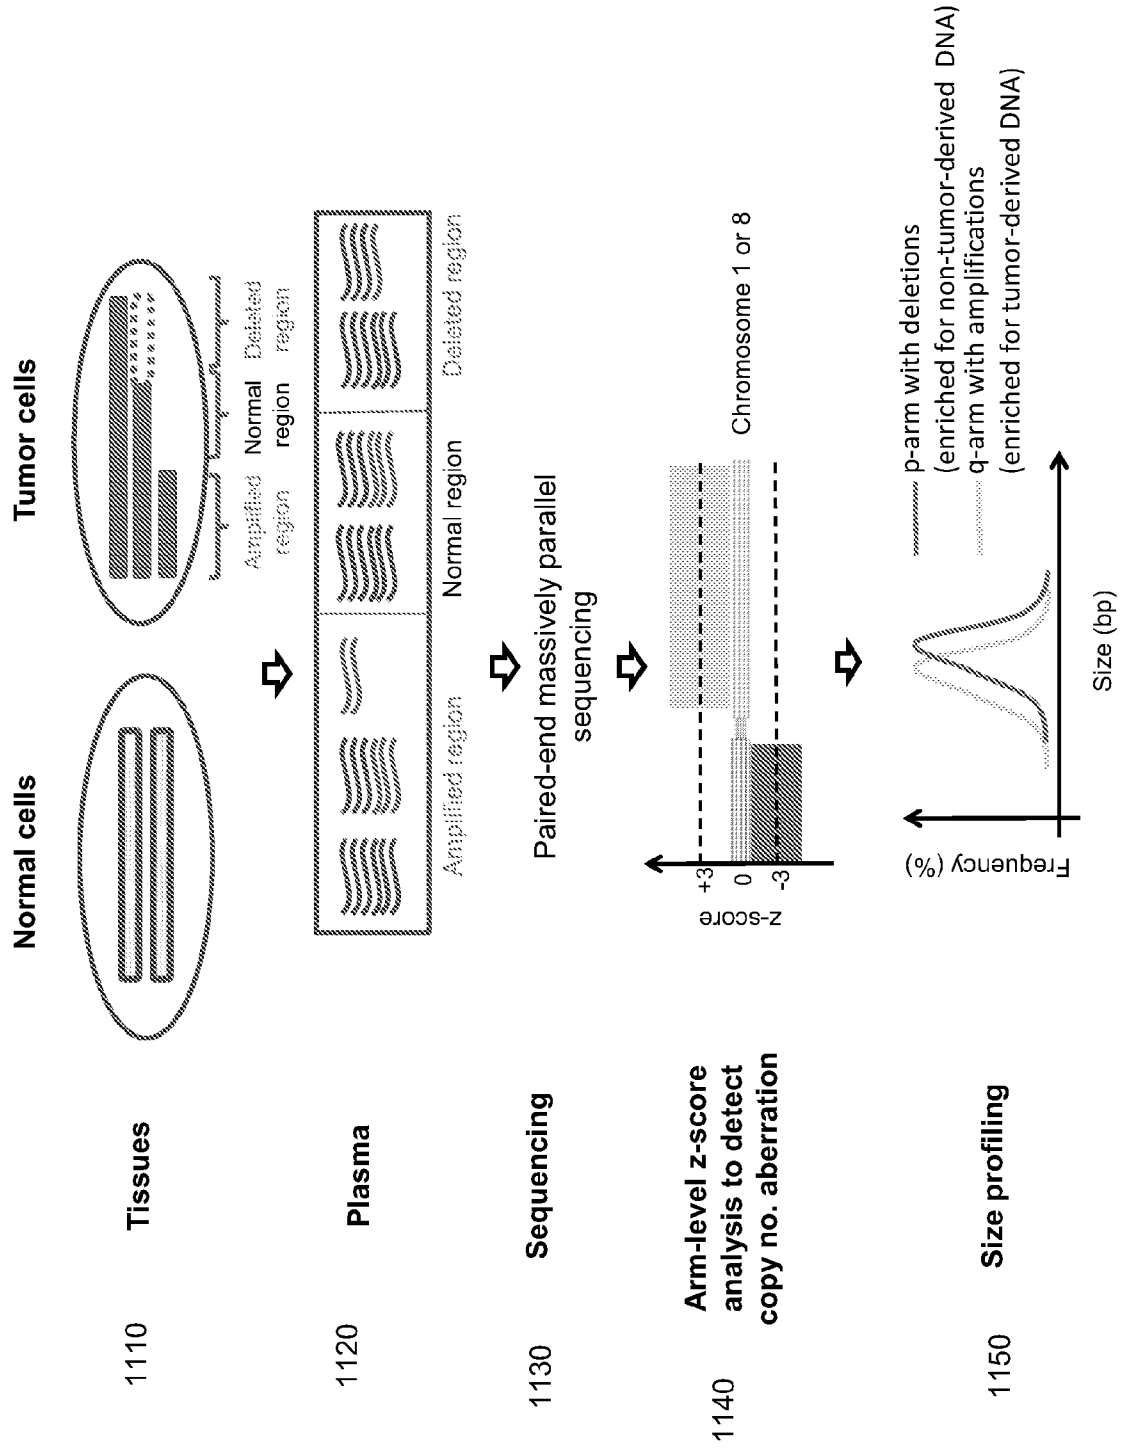 Normal cells
Tumor cells
1110
Tissues
Amplified
region
Normal
region
Deleted
region
1120
Plasma
Amplified region
Normal region
Deleted region
1130
Sequencing
Paired-end massively parallel
sequencing
1140
Arm-level z-score
analysis to detect
copy no. aberration
z-score
+3
0
-3
Chromosome 1 or 8
1150
Size profiling
Frequency (%)
Size (bp)
p-arm with deletions
(enriched for non-tumor-derived DNA)
q-arm with amplifications
(enriched for tumor-derived DNA)